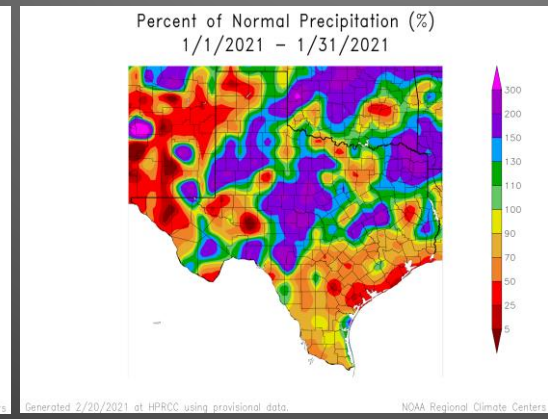 Percent of Normal Precipitation (%)
1/1/2021 – 1/31/2021
300
200
150
130
110
100
90
70
50
25
5
Generated 2/20/2021 at HPRCC using provisional data.
NOAA Regional Climate Centers